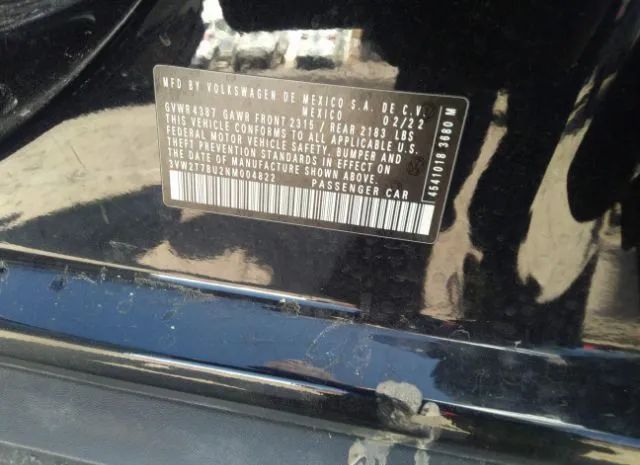 MFD BY VOLKSWAGEN DE MEXICO S.A. DE C.V.
MEXICO 02/22
GVWR4387 GAWR FRONT 2315/ REAR 2183 LBS
THIS VEHICLE CONFORMS TO ALL APPLICABLE U.S.
FEDERAL MOTOR VEHICLE SAFETY, BUMPER AND
THEFT PREVENTION STANDARDS IN EFFECT ON
THE DATE OF MANUFACTURE SHOWN ABOVE.
3VW2T7BU2NM004822 PASSENGER CAR
4541018 3680 M